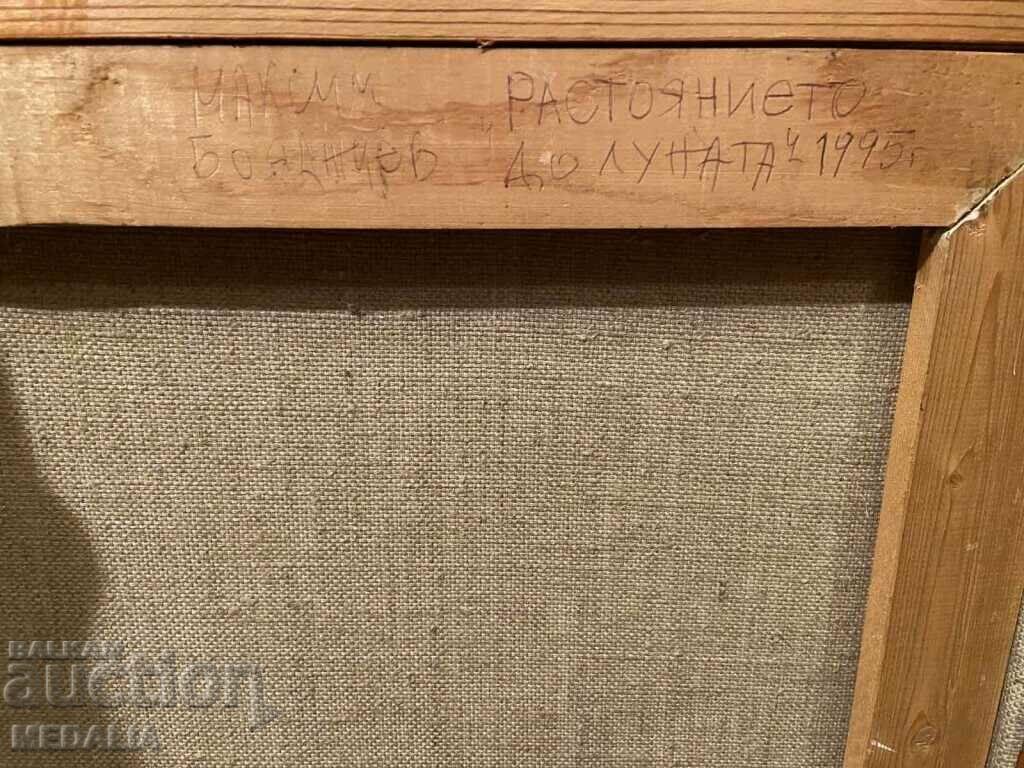 МАКСИМ
БОЯДЖИЕВ
„РАСТОЯНИЕТО
ДО ЛУНАТА“ 1995г.
BALKAN
auction
MEDALIA